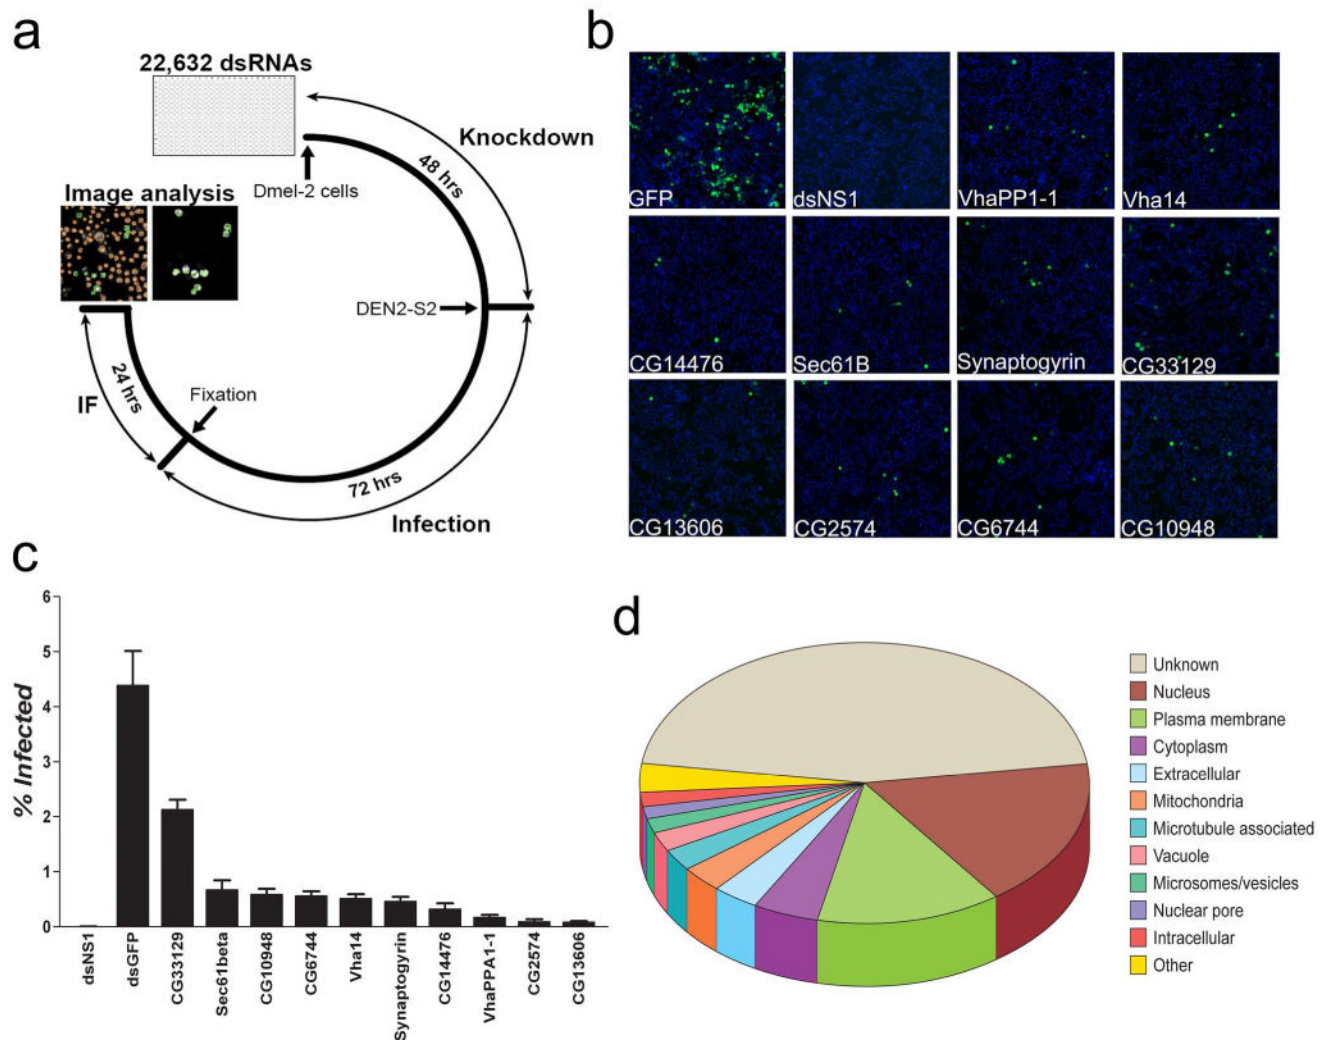 a
22,632 dsRNAs
Knockdown
48 hrs
Dmel-2 cells
Image analysis
DEN2-S2
Fixation
24 hrs
IF
72 hrs
Infection
b
GFP
dsNS1
VhaPP1-1
Vha14
CG14476
Sec61B
Synaptogyrin
CG33129
CG13606
CG2574
CG6744
CG10948
c
% Infected
6
5
4
3
2
1
0
dsNS1
dsGFP
CG33129
Sec61beta
CG10948
CG6744
Vha14
Synaptogyrin
CG14476
VhaPPA1-1
CG2574
CG13606
d
Unknown
Nucleus
Plasma membrane
Cytoplasm
Extracellular
Mitochondria
Microtubule associated
Vacuole
Microsomes/vesicles
Nuclear pore
Intracellular
Other